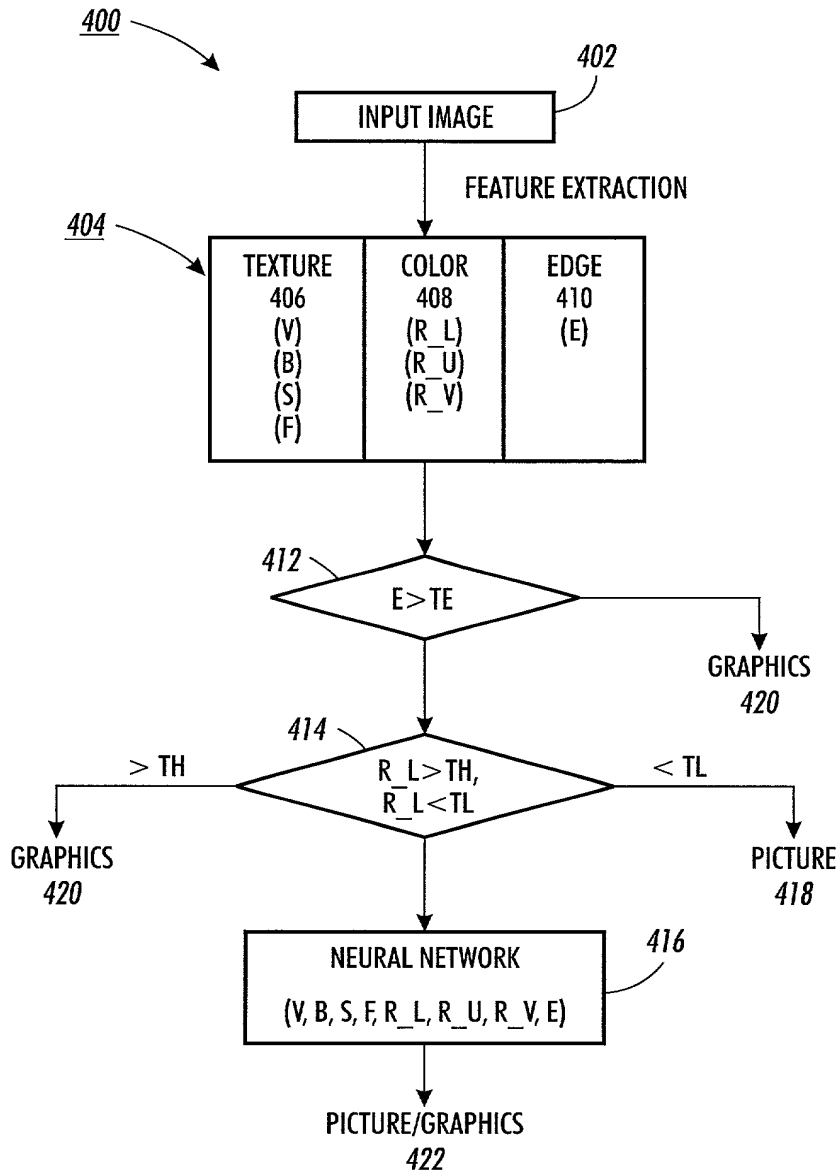 400
402
INPUT IMAGE
FEATURE EXTRACTION
404
TEXTURE
406
(V)
(B)
(S)
(F)
COLOR
408
(R_L)
(R_U)
(R_V)
EDGE
410
(E)
412
E>TE
GRAPHICS
420
414
> TH
R_L>TH,
R_L<TL
< TL
GRAPHICS
420
PICTURE
418
416
NEURAL NETWORK
(V, B, S, F, R_L, R_U, R_V, E)
PICTURE/GRAPHICS
422